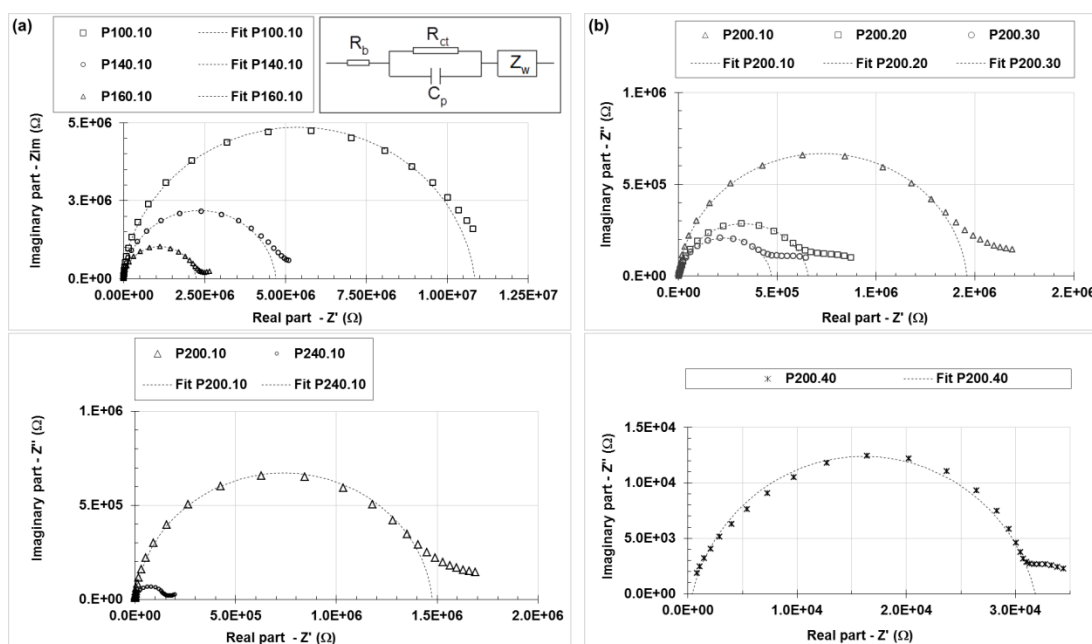 (a)
P100.10 Fit P100.10
P140.10 Fit P140.10
P160.10 Fit P160.10
R_b
R_ct
C_p
Z_w
5.E+06
3.E+06
0.E+00
Imaginary part - Zim (Ω)
0.00E+00 2.50E+06 5.00E+06 7.50E+06 1.00E+07 1.25E+07
Real part - Z' (Ω)
P200.10 P240.10
Fit P200.10 Fit P240.10
1.E+06
5.E+05
0.E+00
Imaginary part - Z'' (Ω)
0.0E+00 5.0E+05 1.0E+06 1.5E+06 2.0E+06
Real part - Z' (Ω)
(b)
P200.10 P200.20 P200.30
Fit P200.10 Fit P200.20 Fit P200.30
1.E+06
5.E+05
0.E+00
Imaginary part - Z'' (Ω)
0.E+00 5.E+05 1.E+06 2.E+06 2.E+06
Real part - Z' (Ω)
P200.40 Fit P200.40
1.5E+04
1.0E+04
5.0E+03
0.0E+00
Imaginary part - Z'' (Ω)
0.0E+00 1.0E+04 2.0E+04 3.0E+04
Real part - Z' (Ω)